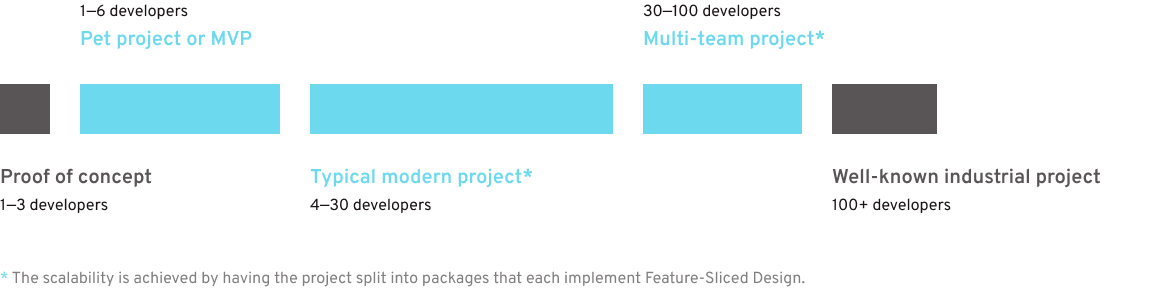 1—6 developers
Pet project or MVP
30—100 developers
Multi-team project*
Proof of concept
1—3 developers
Typical modern project*
4—30 developers
Well-known industrial project
100+ developers
* The scalability is achieved by having the project split into packages that each implement Feature-Sliced Design.